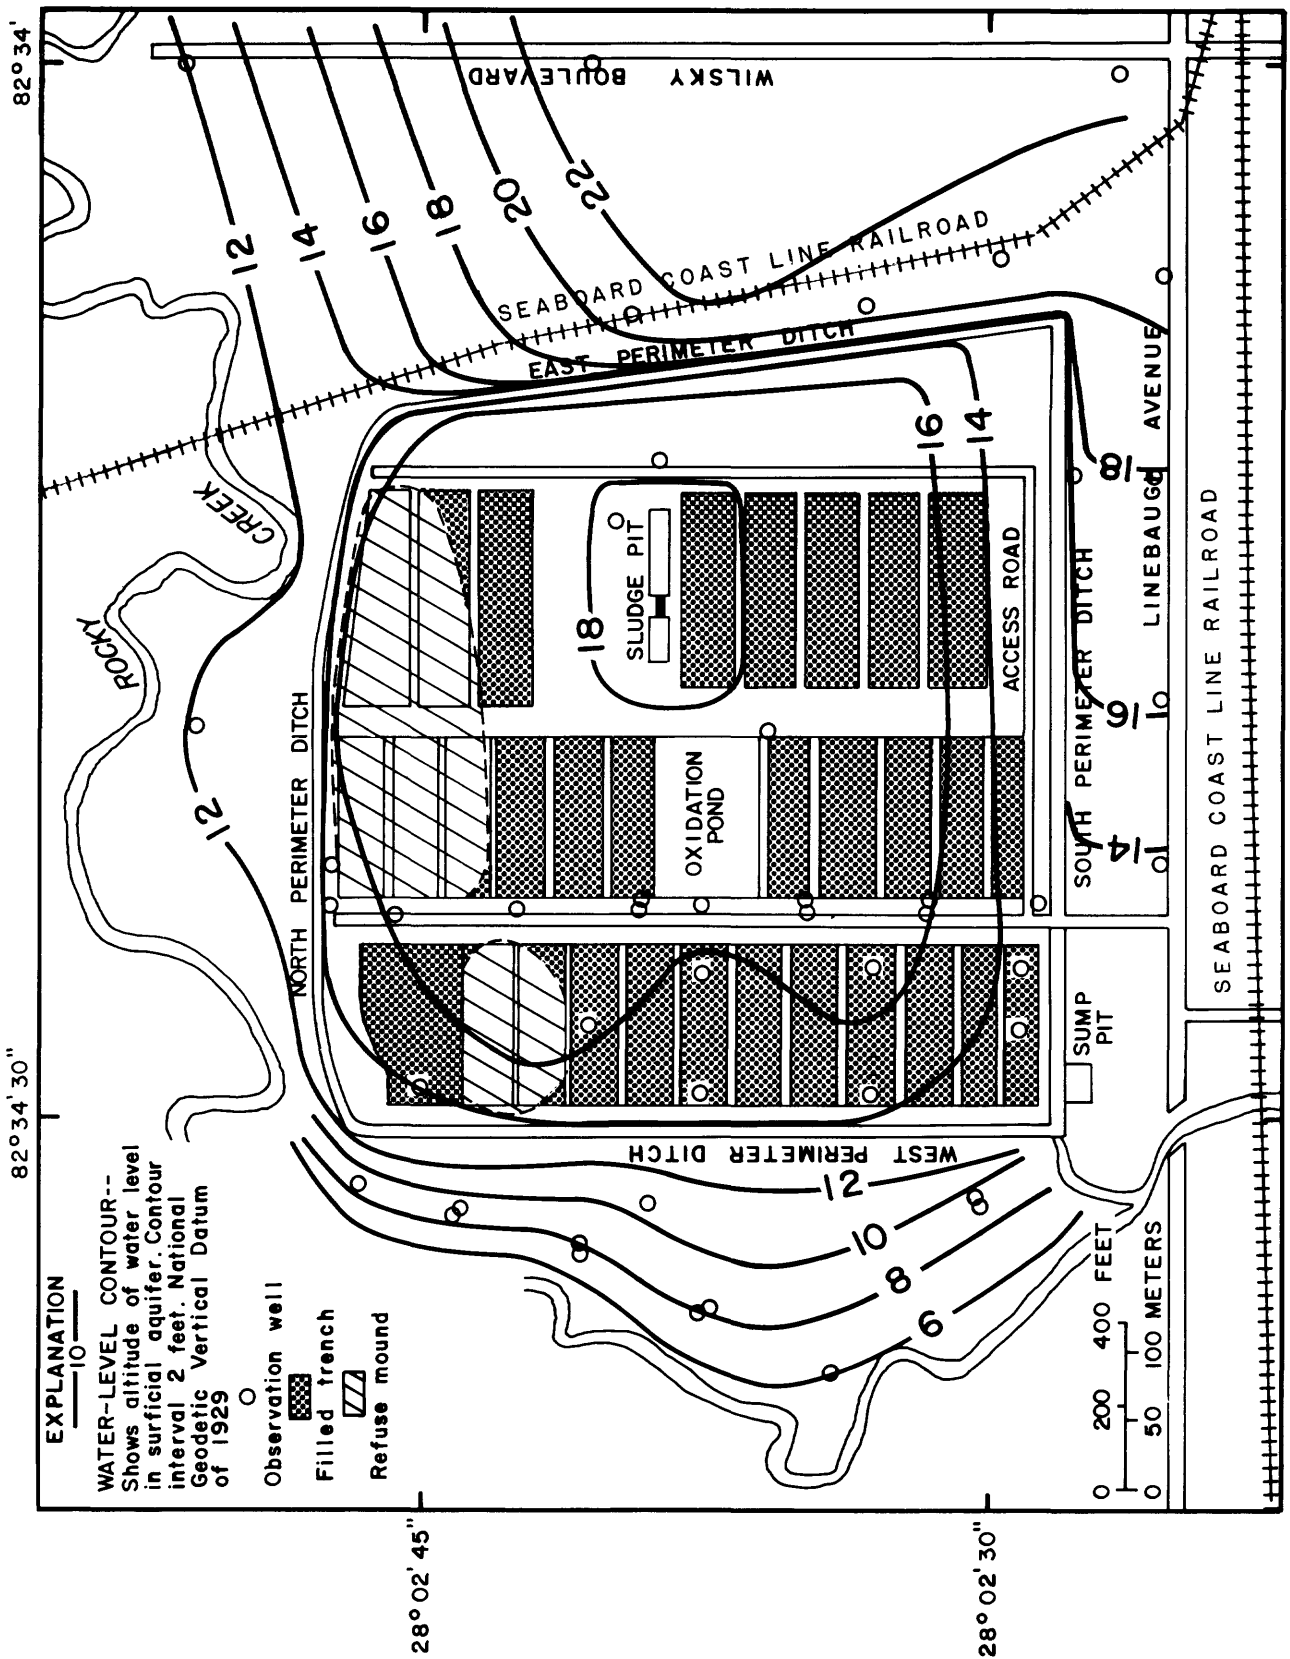 EXPLANATION
10
WATER-LEVEL CONTOUR--
Shows altitude of water level
in surficial aquifer. Contour
interval 2 feet. National
Geodetic Vertical Datum
of 1929
Observation well
Filled trench
Refuse mound
82°34'30"
82°34'
28°02'45"
28°02'30"
ROCKY
CREEK
12
12
14
16
18
20
22
WILSKY BOULEVARD
SEABOARD COAST LINE RAILROAD
EAST PERIMETER DITCH
NORTH PERIMETER DITCH
18
SLUDGE PIT
16
14
OXIDATION
POND
ACCESS ROAD
SOUTH PERIMETER DITCH
18
16
14
LINEBAUGH AVENUE
SEABOARD COAST LINE RAILROAD
SUMP
PIT
WEST PERIMETER DITCH
12
10
8
6
0 200 400 FEET
0 50 100 METERS